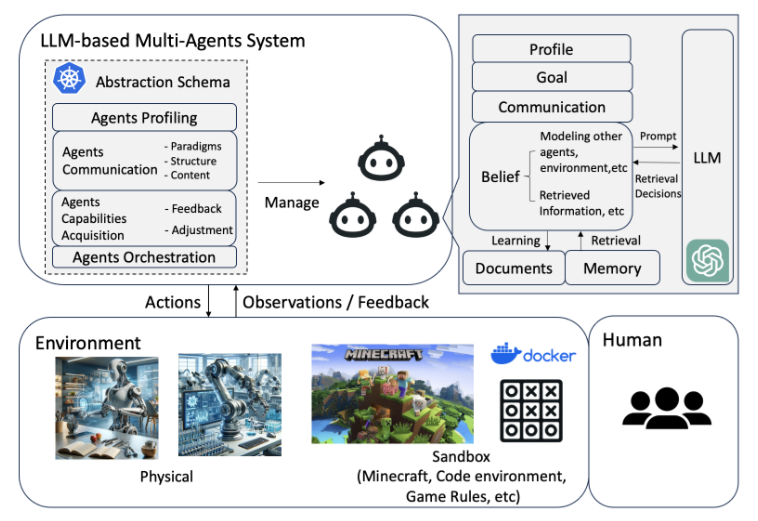 LLM-based Multi-Agents System
Abstraction Schema
Agents Profiling
Agents
Communication
- Paradigms
- Structure
- Content
Agents
Capabilities
Acquisition
- Feedback
- Adjustment
Agents Orchestration
Manage
Profile
Goal
Communication
Belief
Modeling other
agents,
environment,etc
Retrieved
Information, etc
Prompt
Retrieval
Decisions
LLM
Learning
Retrieval
Documents
Memory
Actions
Observations / Feedback
Environment
Physical
MINECRAFT
docker
Sandbox
(Minecraft, Code environment,
Game Rules, etc)
Human